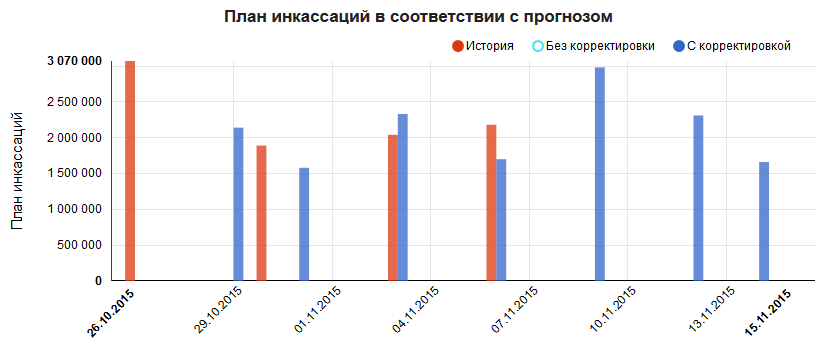 План инкассаций в соответствии с прогнозом
История Без корректировки С корректировкой
План инкассаций
3 070 000
2 500 000
2 000 000
1 500 000
1 000 000
500 000
0
26.10.2015 29.10.2015 01.11.2015 04.11.2015 07.11.2015 10.11.2015 13.11.2015 15.11.2015